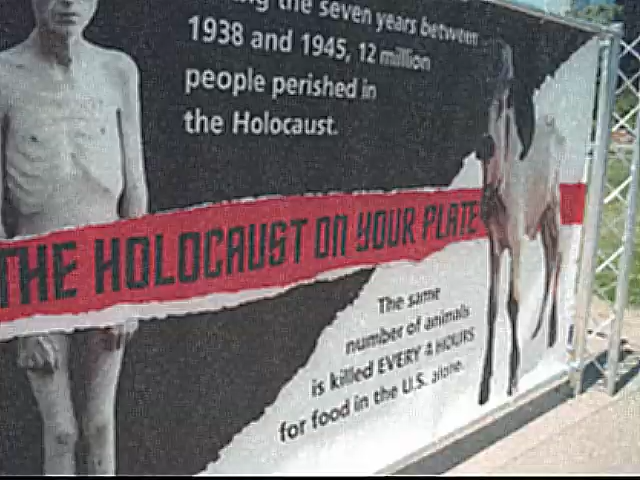 the seven years between
1938 and 1945, 12 million
people perished in
the Holocaust.
THE HOLOCAUST ON YOUR PLATE
The same
number of animals
is killed EVERY 4 HOURS
for food in the U.S. alone.